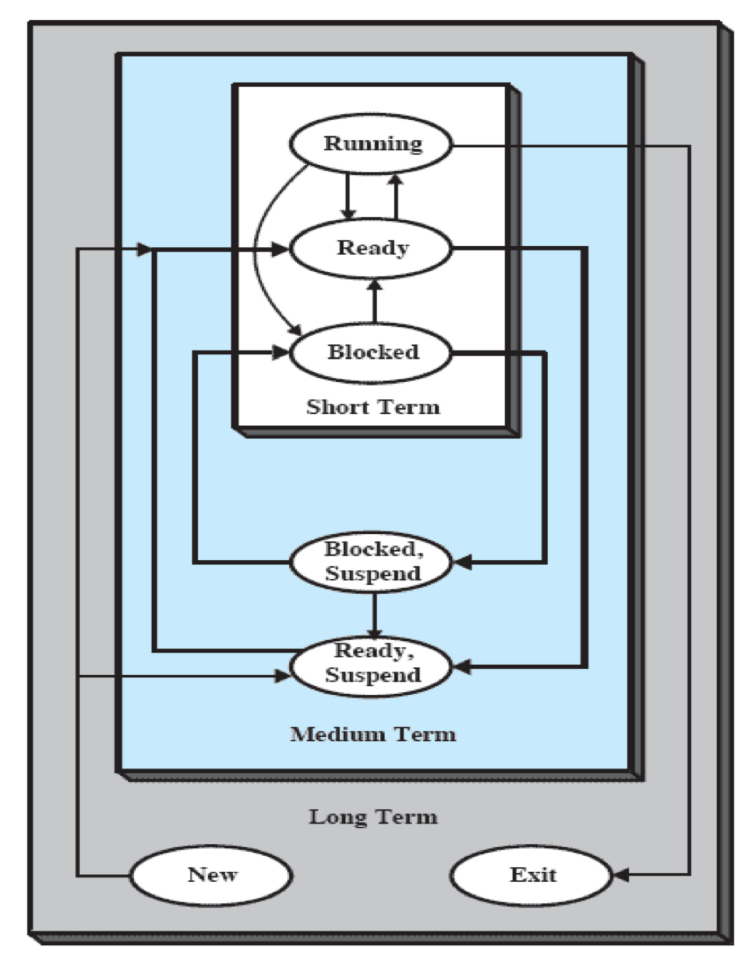 Running
Ready
Blocked
Short Term
Blocked,
Suspend
Ready,
Suspend
Medium Term
Long Term
New
Exit